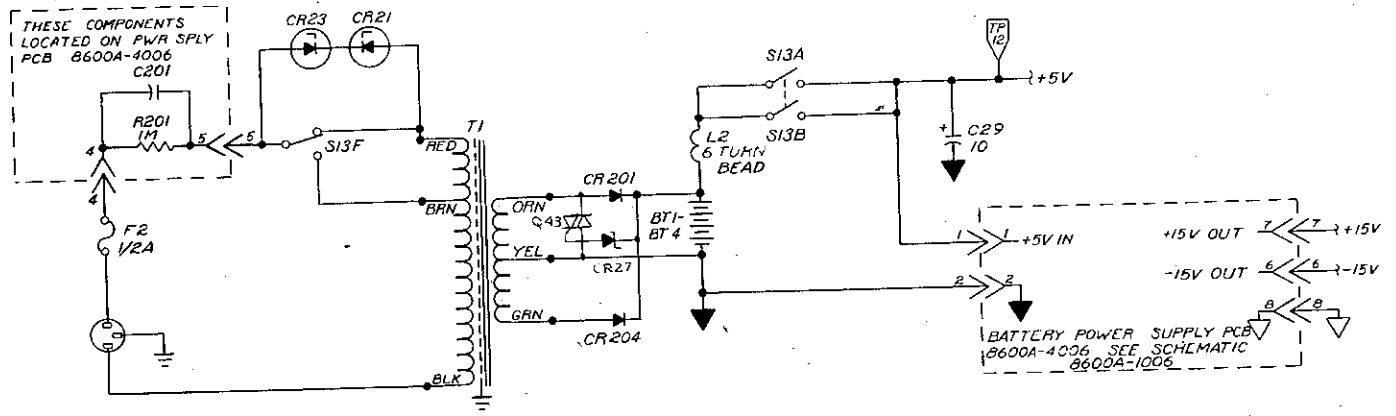 THESE COMPONENTS
LOCATED ON PWR SPLY
PCB 8600A-4006
C201
R201
1M
4
5
5
4
F2
1/2A
CR23
CR21
S13F
T1
RED
BRN
BLK
ORN
YEL
GRN
CR201
Q43
CR27
CR204
BT1-
BT4
L2
6 TURN
BEAD
S13A
S13B
TP
12
+5V
+
C29
10
1
1
+5V IN
2
2
+15V OUT
7
7
+15V
-15V OUT
6
6
-15V
8
8
BATTERY POWER SUPPLY PCB
8600A-4006 SEE SCHEMATIC
8600A-1006